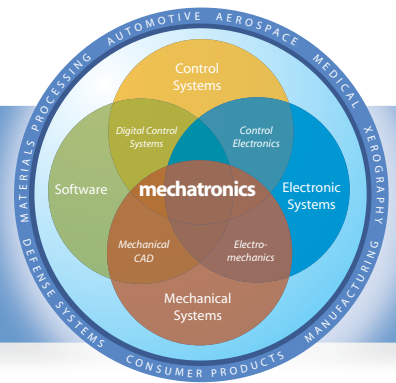 MATERIALS PROCESSING AUTOMOTIVE AEROSPACE MEDICAL XEROGRAPHY
Control
Systems
Digital Control
Systems
Control
Electronics
Software
mechatronics
Electronic
Systems
Mechanical
CAD
Electro-
mechanics
Mechanical
Systems
DEFENSE SYSTEMS CONSUMER PRODUCTS MANUFACTURING